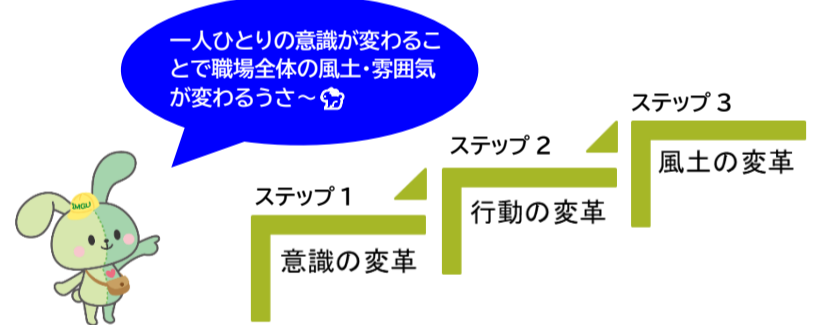 一人ひとりの意識が変わるこ
とで職場全体の風土・雰囲気
が変わるうさ～
ステップ3
風土の変革
ステップ2
行動の変革
ステップ1
意識の変革
IMGU